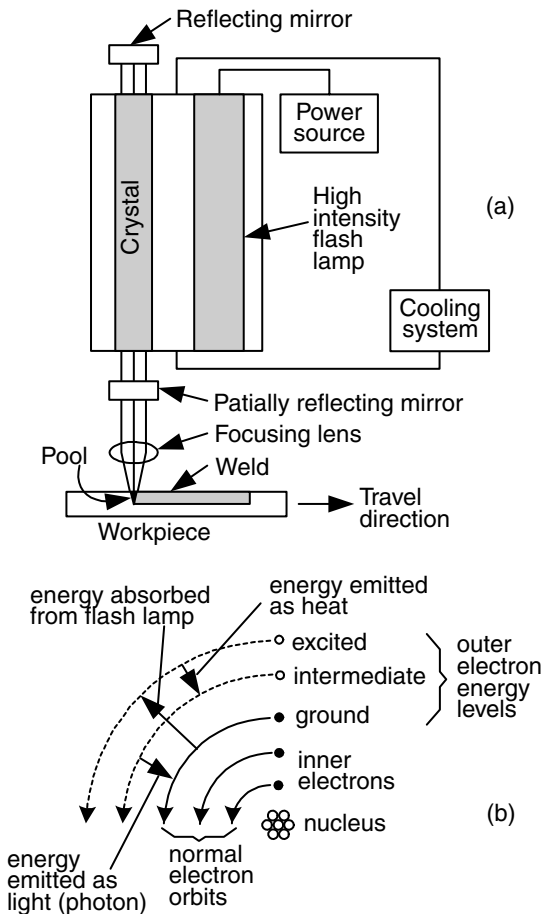 Reflecting mirror
Power
source
Crystal
High
intensity
flash
lamp
(a)
Cooling
system
Patially reflecting mirror
Focusing lens
Pool
Weld
Workpiece
Travel
direction
energy absorbed
from flash lamp
energy emitted
as heat
excited
intermediate
ground
outer
electron
energy
levels
inner
electrons
nucleus
(b)
energy
emitted as
light (photon)
normal
electron
orbits